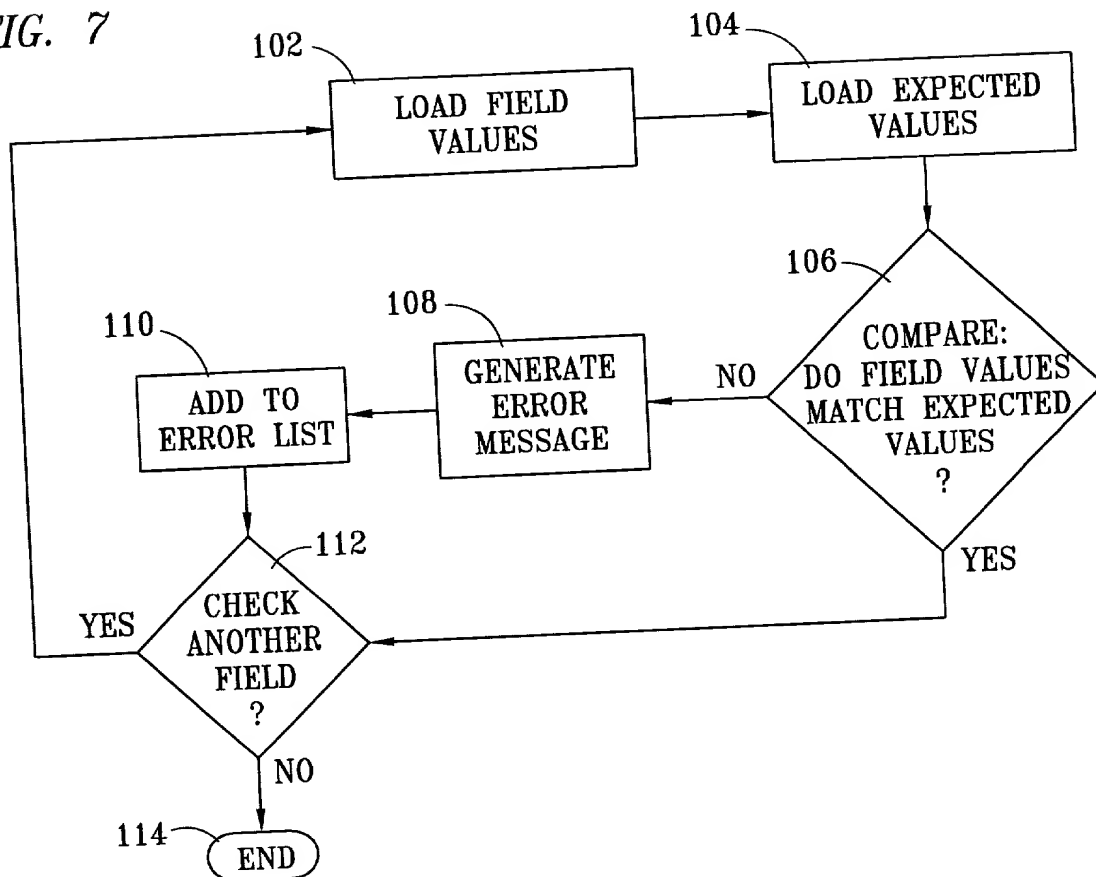 FIG. 7
102
LOAD FIELD
VALUES
104
LOAD EXPECTED
VALUES
106
COMPARE:
DO FIELD VALUES
MATCH EXPECTED
VALUES
?
NO
YES
108
GENERATE
ERROR
MESSAGE
110
ADD TO
ERROR LIST
112
CHECK
ANOTHER
FIELD
?
YES
NO
114
END